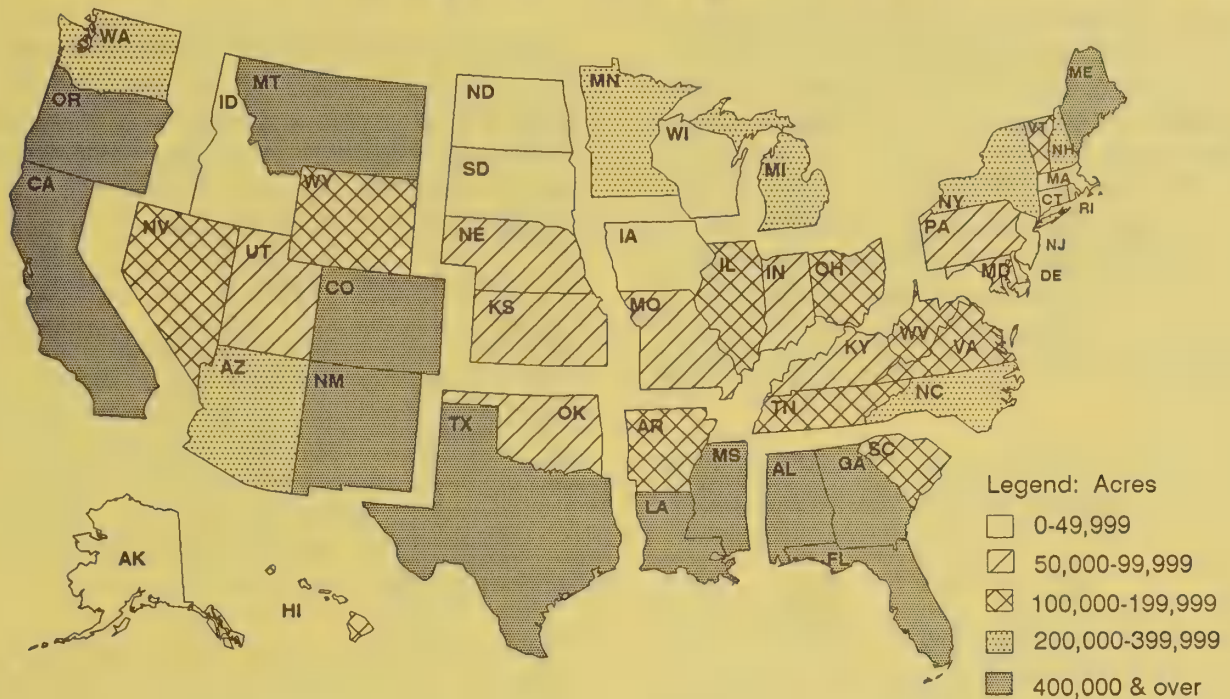 WA
OR
ID
MT
ND
MN
WI
MI
ME
VT
NH
MA
CT
RI
NY
PA
NJ
MD
DE
CA
NV
UT
WY
SD
NE
IA
IL
IN
OH
CO
KS
MO
KY
WV
VA
AZ
NM
OK
TX
AR
TN
NC
SC
MS
AL
GA
LA
FL
AK
HI
Legend: Acres
0-49,999
50,000-99,999
100,000-199,999
200,000-399,999
400,000 & over